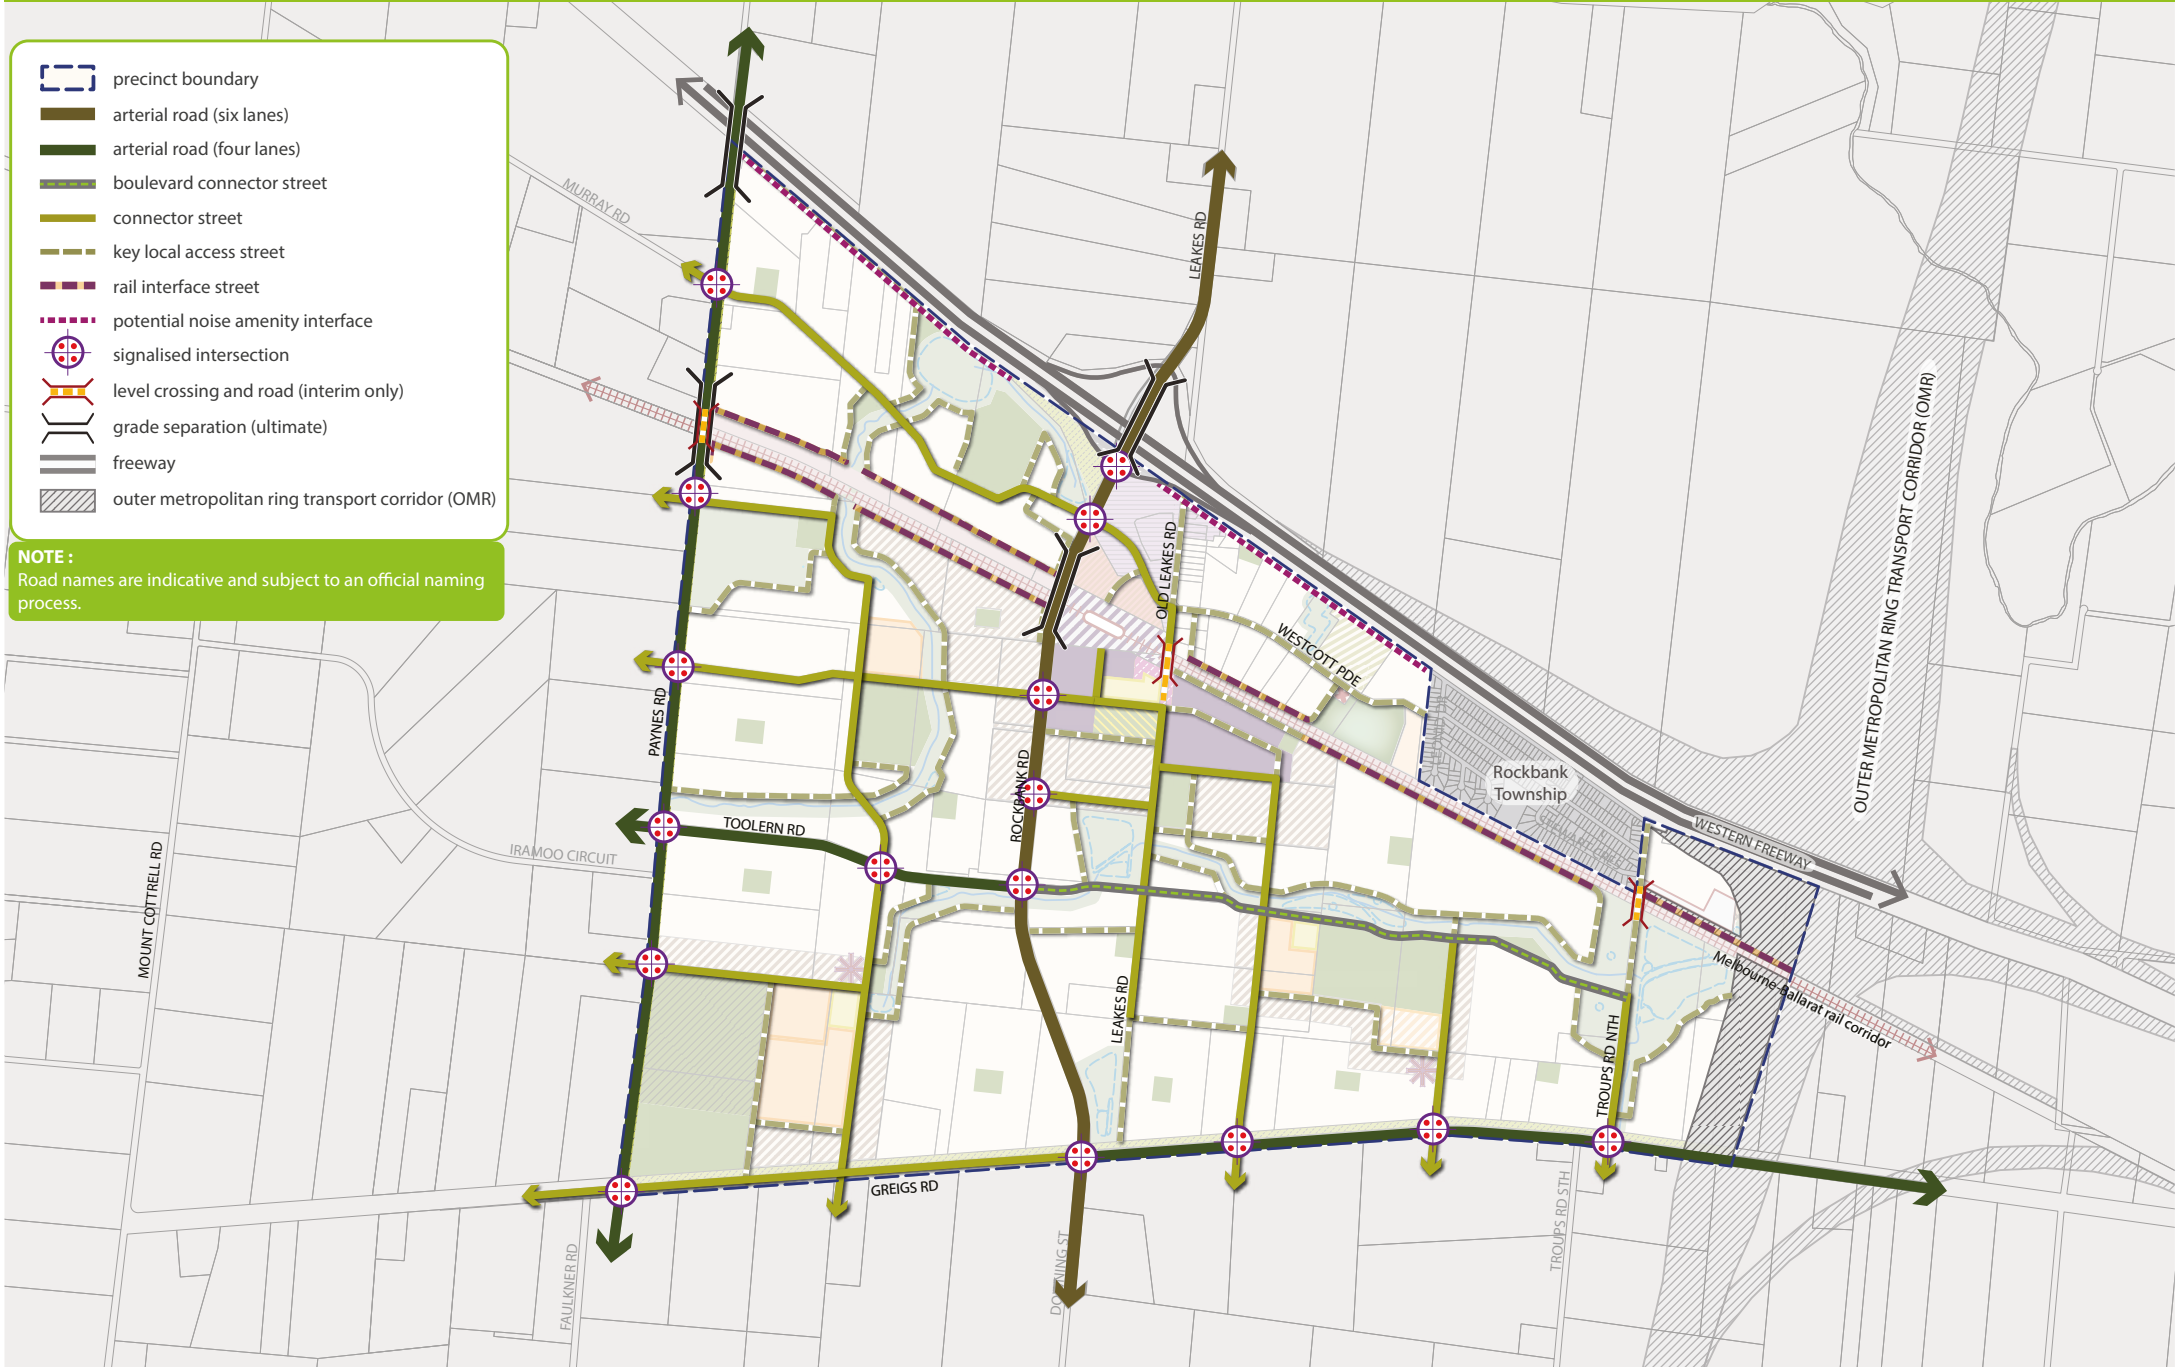 precinct boundary
arterial road (six lanes)
arterial road (four lanes)
boulevard connector street
connector street
key local access street
rail interface street
potential noise amenity interface
signalised intersection
level crossing and road (interim only)
grade separation (ultimate)
freeway
outer metropolitan ring transport corridor (OMR)
NOTE :
Road names are indicative and subject to an official naming
process.
MURRAY RD
LEAKES RD
OLD LEAKES RD
WESTCOTT PDE
OUTER METROPOLITAN RING TRANSPORT CORRIDOR (OMR)
PAYNES RD
ROCKBANK RD
Rockbank
Township
WESTERN FREEWAY
TOOLERN RD
IRAMOO CIRCUIT
MOUNT COTTRELL RD
LEAKES RD
Melbourne-Ballarat rail corridor
TROUPS RD NTH
GREIGS RD
FAULKNER RD
TROUPS RD STH